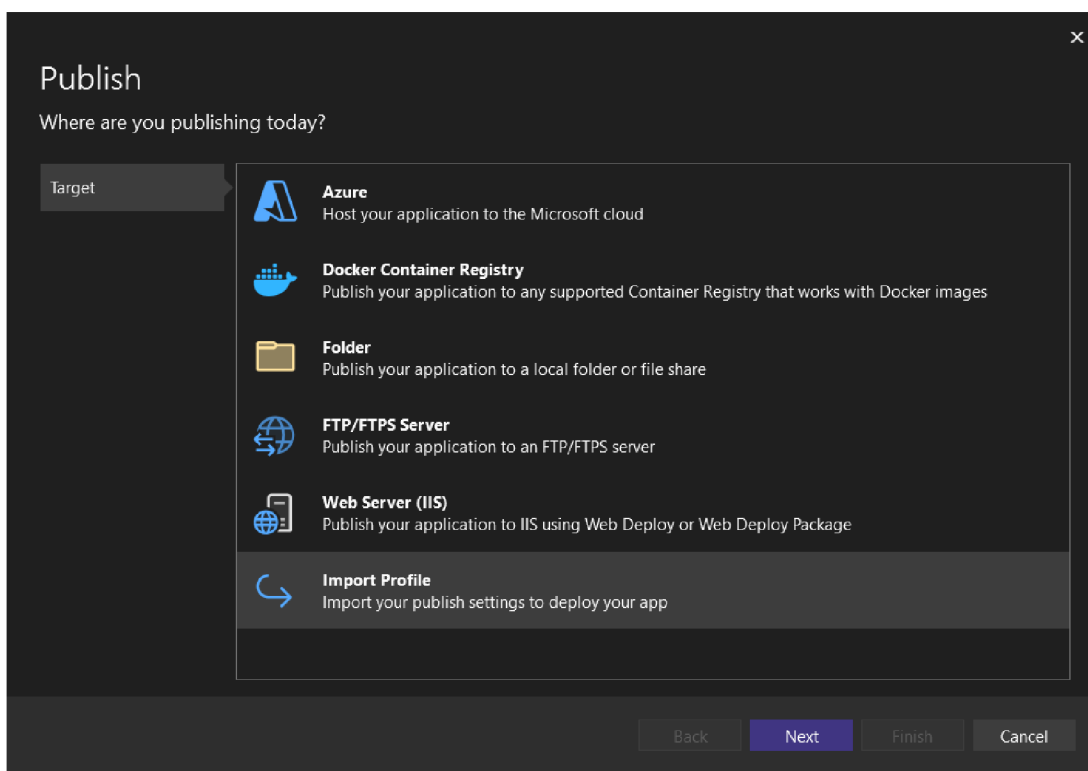 Publish
Where are you publishing today?
Target
Azure
Host your application to the Microsoft cloud
Docker Container Registry
Publish your application to any supported Container Registry that works with Docker images
Folder
Publish your application to a local folder or file share
FTP/FTPS Server
Publish your application to an FTP/FTPS server
Web Server (IIS)
Publish your application to IIS using Web Deploy or Web Deploy Package
Import Profile
Import your publish settings to deploy your app
Back
Next
Finish
Cancel